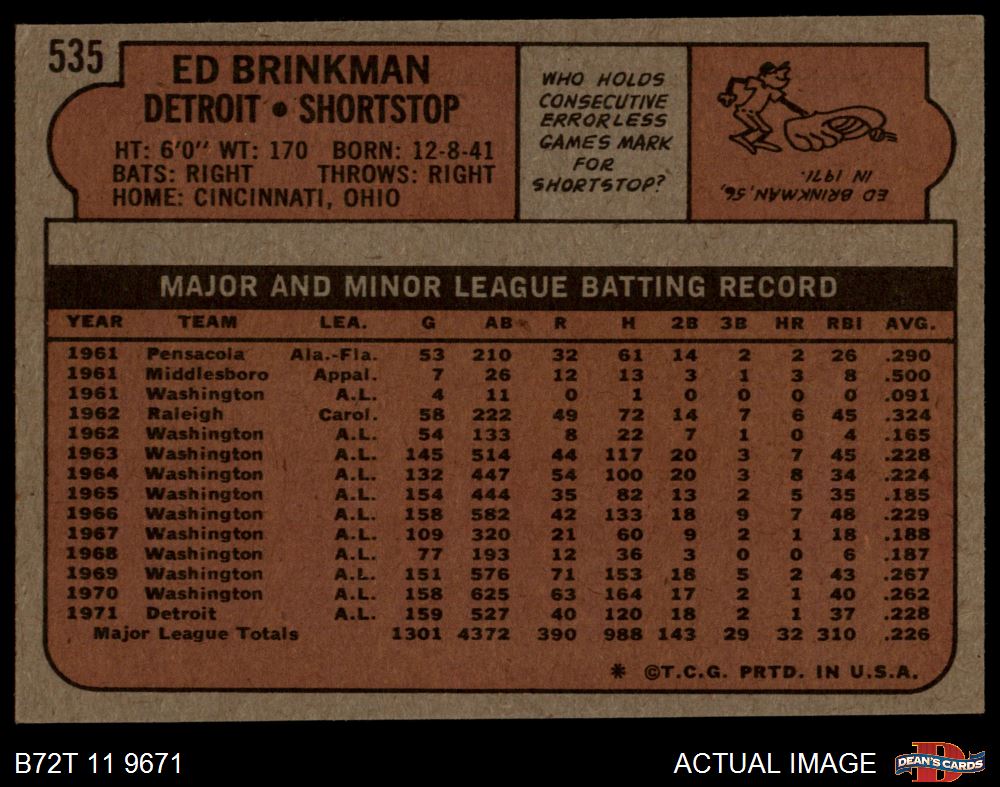 535
ED BRINKMAN
DETROIT • SHORTSTOP
HT: 6'0" WT: 170 BORN: 12-8-41
BATS: RIGHT THROWS: RIGHT
HOME: CINCINNATI, OHIO
WHO HOLDS
CONSECUTIVE
ERRORLESS
GAMES MARK
FOR
SHORTSTOP?
ED BRINKMAN, 56,
IN 1971.
MAJOR AND MINOR LEAGUE BATTING RECORD
YEAR TEAM LEA. G AB R H 2B 3B HR RBI AVG.
1961 Pensacola Ala.-Fla. 53 210 32 61 14 2 2 26 .290
1961 Middlesboro Appal. 7 26 12 13 3 1 3 8 .500
1961 Washington A.L. 4 11 0 1 0 0 0 0 .091
1962 Raleigh Carol. 58 222 49 72 14 7 6 45 .324
1962 Washington A.L. 54 133 8 22 7 1 0 4 .165
1963 Washington A.L. 145 514 44 117 20 3 7 45 .228
1964 Washington A.L. 132 447 54 100 20 3 8 34 .224
1965 Washington A.L. 154 444 35 82 13 2 5 35 .185
1966 Washington A.L. 158 582 42 133 18 9 7 48 .229
1967 Washington A.L. 109 320 21 60 9 2 1 18 .188
1968 Washington A.L. 77 193 12 36 3 0 0 6 .187
1969 Washington A.L. 151 576 71 153 18 5 2 43 .267
1970 Washington A.L. 158 625 63 164 17 2 1 40 .262
1971 Detroit A.L. 159 527 40 120 18 2 1 37 .228
Major League Totals 1301 4372 390 988 143 29 32 310 .226
* ©T.C.G. PRTD. IN U.S.A.
B72T 11 9671
ACTUAL IMAGE
DEAN'S CARDS